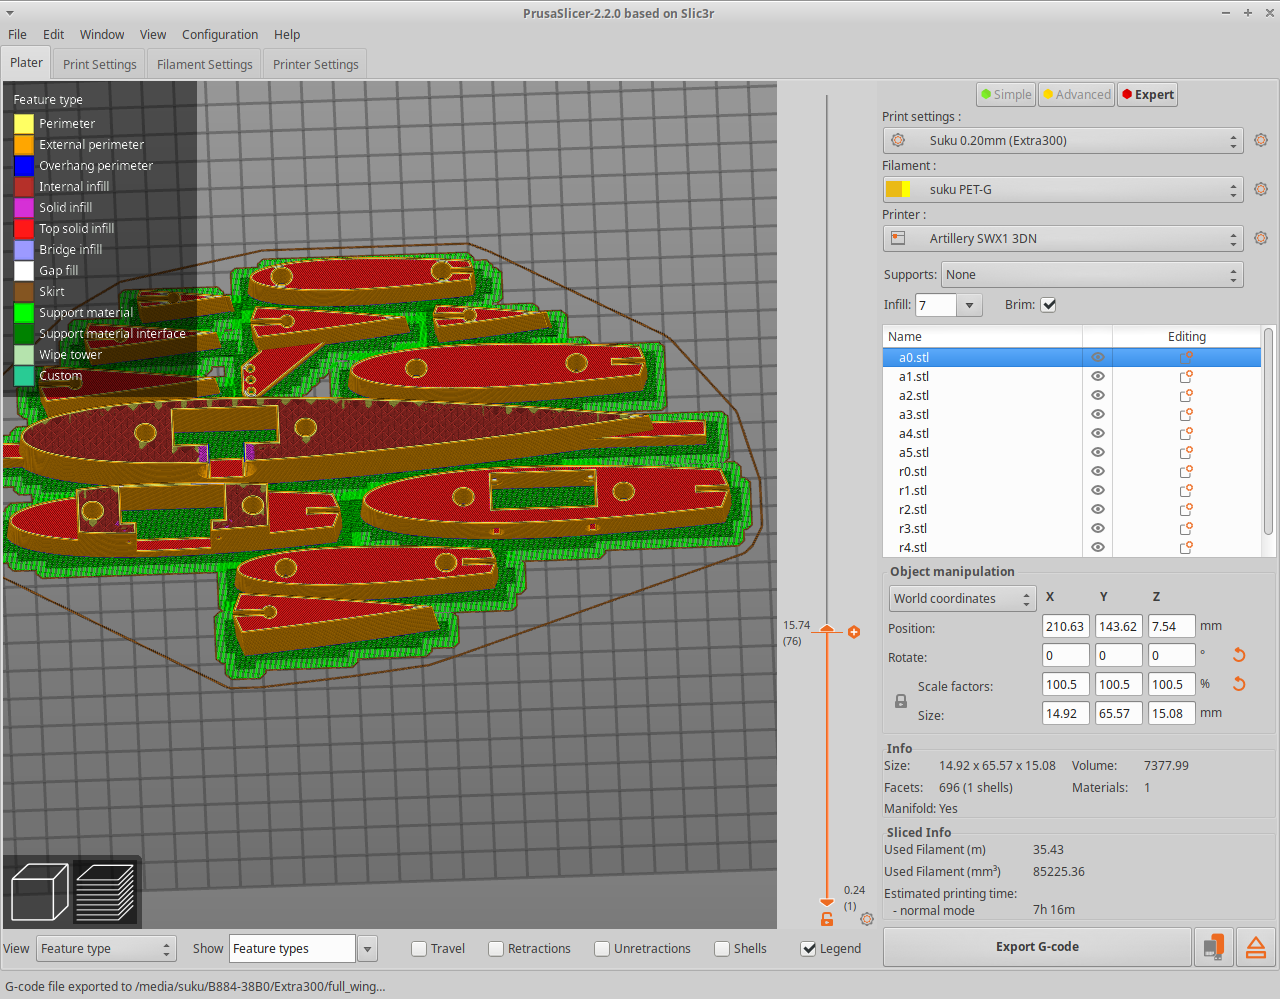 PrusaSlicer-2.2.0 based on Slic3r
File Edit Window View Configuration Help
Plater Print Settings Filament Settings Printer Settings
Feature type
Perimeter
External perimeter
Overhang perimeter
Internal infill
Solid infill
Top solid infill
Bridge infill
Gap fill
Skirt
Support material
Support material interface
Wipe tower
Custom
15.74
(76)
0.24
(1)
Simple Advanced Expert
Print settings :
Suku 0.20mm (Extra300)
Filament :
suku PET-G
Printer :
Artillery SWX1 3DN
Supports: None
Infill: 7 Brim:
Name Editing
a0.stl
a1.stl
a2.stl
a3.stl
a4.stl
a5.stl
r0.stl
r1.stl
r2.stl
r3.stl
r4.stl
Object manipulation
World coordinates X Y Z
Position: 210.63 143.62 7.54 mm
Rotate: 0 0 0 °
Scale factors: 100.5 100.5 100.5 %
Size: 14.92 65.57 15.08 mm
Info
Size: 14.92 x 65.57 x 15.08 Volume: 7377.99
Facets: 696 (1 shells) Materials: 1
Manifold: Yes
Sliced Info
Used Filament (m) 35.43
Used Filament (mm³) 85225.36
Estimated printing time:
- normal mode 7h 16m
View Feature type Show Feature types Travel Retractions Unretractions Shells Legend
Export G-code
G-code file exported to /media/suku/B884-38B0/Extra300/full_wing...